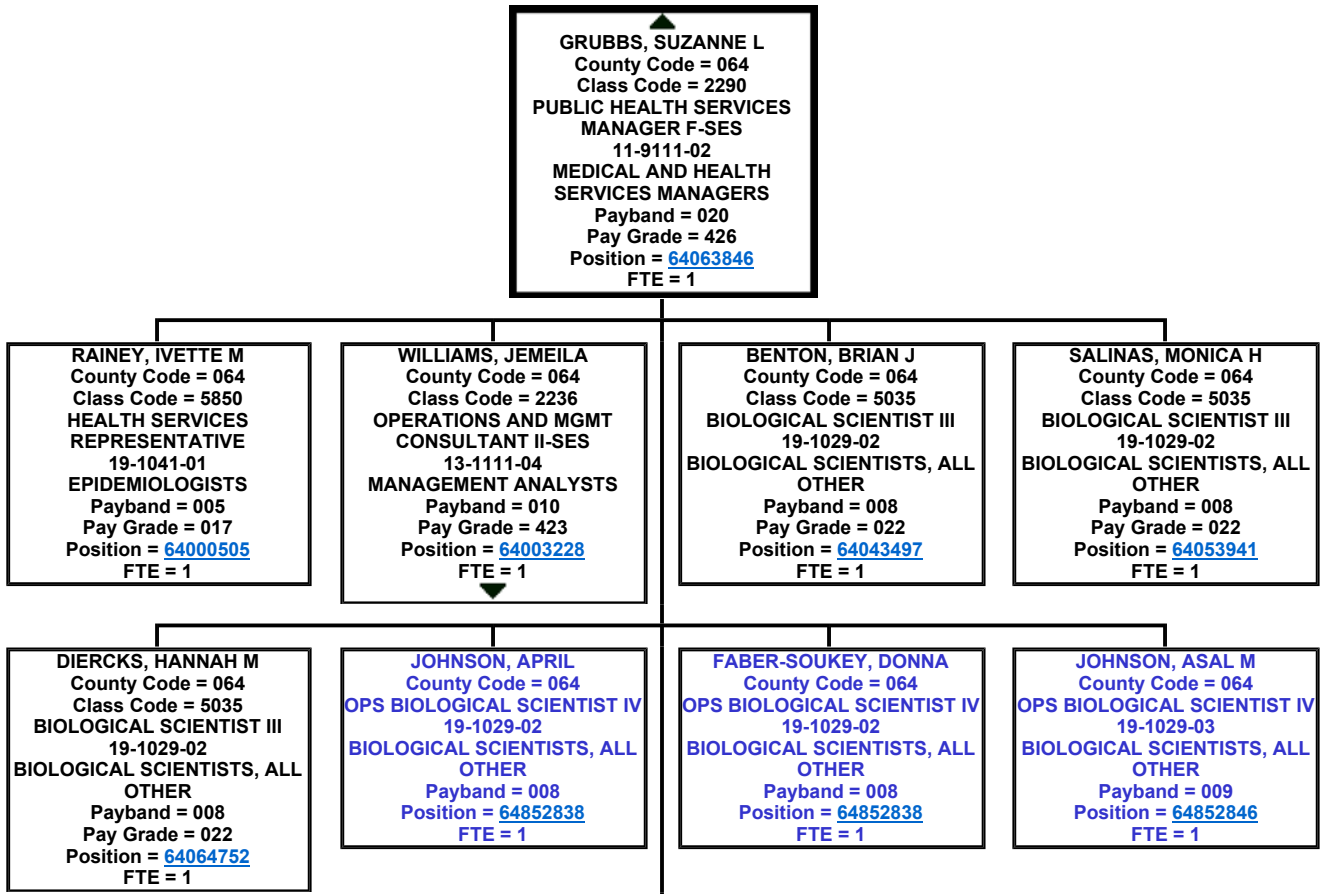 GRUBBS, SUZANNE L
County Code = 064
Class Code = 2290
PUBLIC HEALTH SERVICES
MANAGER F-SES
11-9111-02
MEDICAL AND HEALTH
SERVICES MANAGERS
Payband = 020
Pay Grade = 426
Position = 64063846
FTE = 1
RAINEY, IVETTE M
County Code = 064
Class Code = 5850
HEALTH SERVICES
REPRESENTATIVE
19-1041-01
EPIDEMIOLOGISTS
Payband = 005
Pay Grade = 017
Position = 64000505
FTE = 1
WILLIAMS, JEMEILA
County Code = 064
Class Code = 2236
OPERATIONS AND MGMT
CONSULTANT II-SES
13-1111-04
MANAGEMENT ANALYSTS
Payband = 010
Pay Grade = 423
Position = 64003228
FTE = 1
BENTON, BRIAN J
County Code = 064
Class Code = 5035
BIOLOGICAL SCIENTIST III
19-1029-02
BIOLOGICAL SCIENTISTS, ALL
OTHER
Payband = 008
Pay Grade = 022
Position = 64043497
FTE = 1
SALINAS, MONICA H
County Code = 064
Class Code = 5035
BIOLOGICAL SCIENTIST III
19-1029-02
BIOLOGICAL SCIENTISTS, ALL
OTHER
Payband = 008
Pay Grade = 022
Position = 64053941
FTE = 1
DIERCKS, HANNAH M
County Code = 064
Class Code = 5035
BIOLOGICAL SCIENTIST III
19-1029-02
BIOLOGICAL SCIENTISTS, ALL
OTHER
Payband = 008
Pay Grade = 022
Position = 64064752
FTE = 1
JOHNSON, APRIL
County Code = 064
OPS BIOLOGICAL SCIENTIST IV
19-1029-02
BIOLOGICAL SCIENTISTS, ALL
OTHER
Payband = 008
Position = 64852838
FTE = 1
FABER-SOUKEY, DONNA
County Code = 064
OPS BIOLOGICAL SCIENTIST IV
19-1029-02
BIOLOGICAL SCIENTISTS, ALL
OTHER
Payband = 008
Position = 64852838
FTE = 1
JOHNSON, ASAL M
County Code = 064
OPS BIOLOGICAL SCIENTIST IV
19-1029-03
BIOLOGICAL SCIENTISTS, ALL
OTHER
Payband = 009
Position = 64852846
FTE = 1